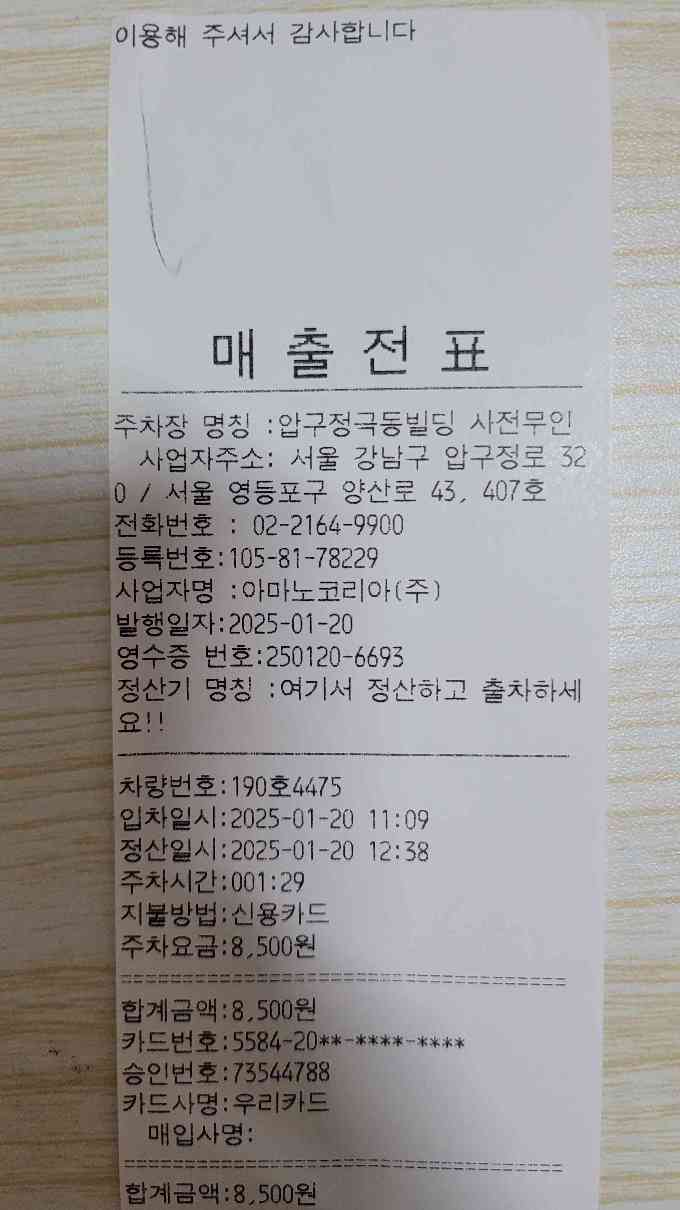 이용해 주셔서 감사합니다
매 출 전 표
주차장 명칭 :압구정극동빌딩 사전무인
사업자주소: 서울 강남구 압구정로 32
0 / 서울 영등포구 양산로 43, 407호
전화번호 : 02-2164-9900
등록번호:105-81-78229
사업자명 :아마노코리아(주)
발행일자:2025-01-20
영수증 번호:250120-6693
정산기 명칭 :여기서 정산하고 출차하세
요!!
차량번호:190호4475
입차일시:2025-01-20 11:09
정산일시:2025-01-20 12:38
주차시간:001:29
지불방법:신용카드
주차요금:8,500원
합계금액:8,500원
카드번호:5584-20**-****-****
승인번호:73544788
카드사명:우리카드
매입사명:
합계금액:8,500원